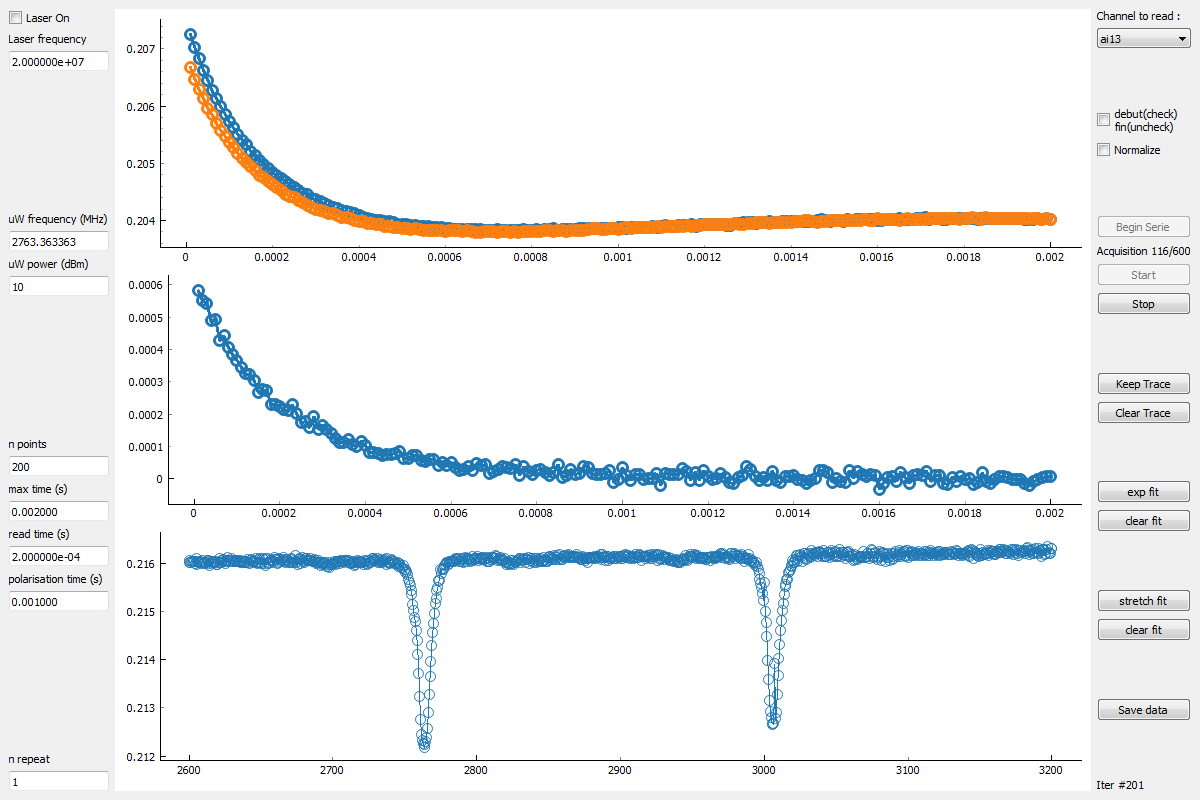 Laser On
Laser frequency
2.000000e+07
uW frequency (MHz)
2763.363363
uW power (dBm)
10
n points
200
max time (s)
0.002000
read time (s)
2.000000e-04
polarisation time (s)
0.001000
n repeat
1
0.207
0.206
0.205
0.204
0 0.0002 0.0004 0.0006 0.0008 0.001 0.0012 0.0014 0.0016 0.0018 0.002
0.0006
0.0005
0.0004
0.0003
0.0002
0.0001
0
0 0.0002 0.0004 0.0006 0.0008 0.001 0.0012 0.0014 0.0016 0.0018 0.002
0.216
0.215
0.214
0.213
0.212
2600 2700 2800 2900 3000 3100 3200
Channel to read :
ai13
debut(check)
fin(uncheck)
Normalize
Begin Serie
Acquisition 116/600
Start
Stop
Keep Trace
Clear Trace
exp fit
clear fit
stretch fit
clear fit
Save data
Iter #201